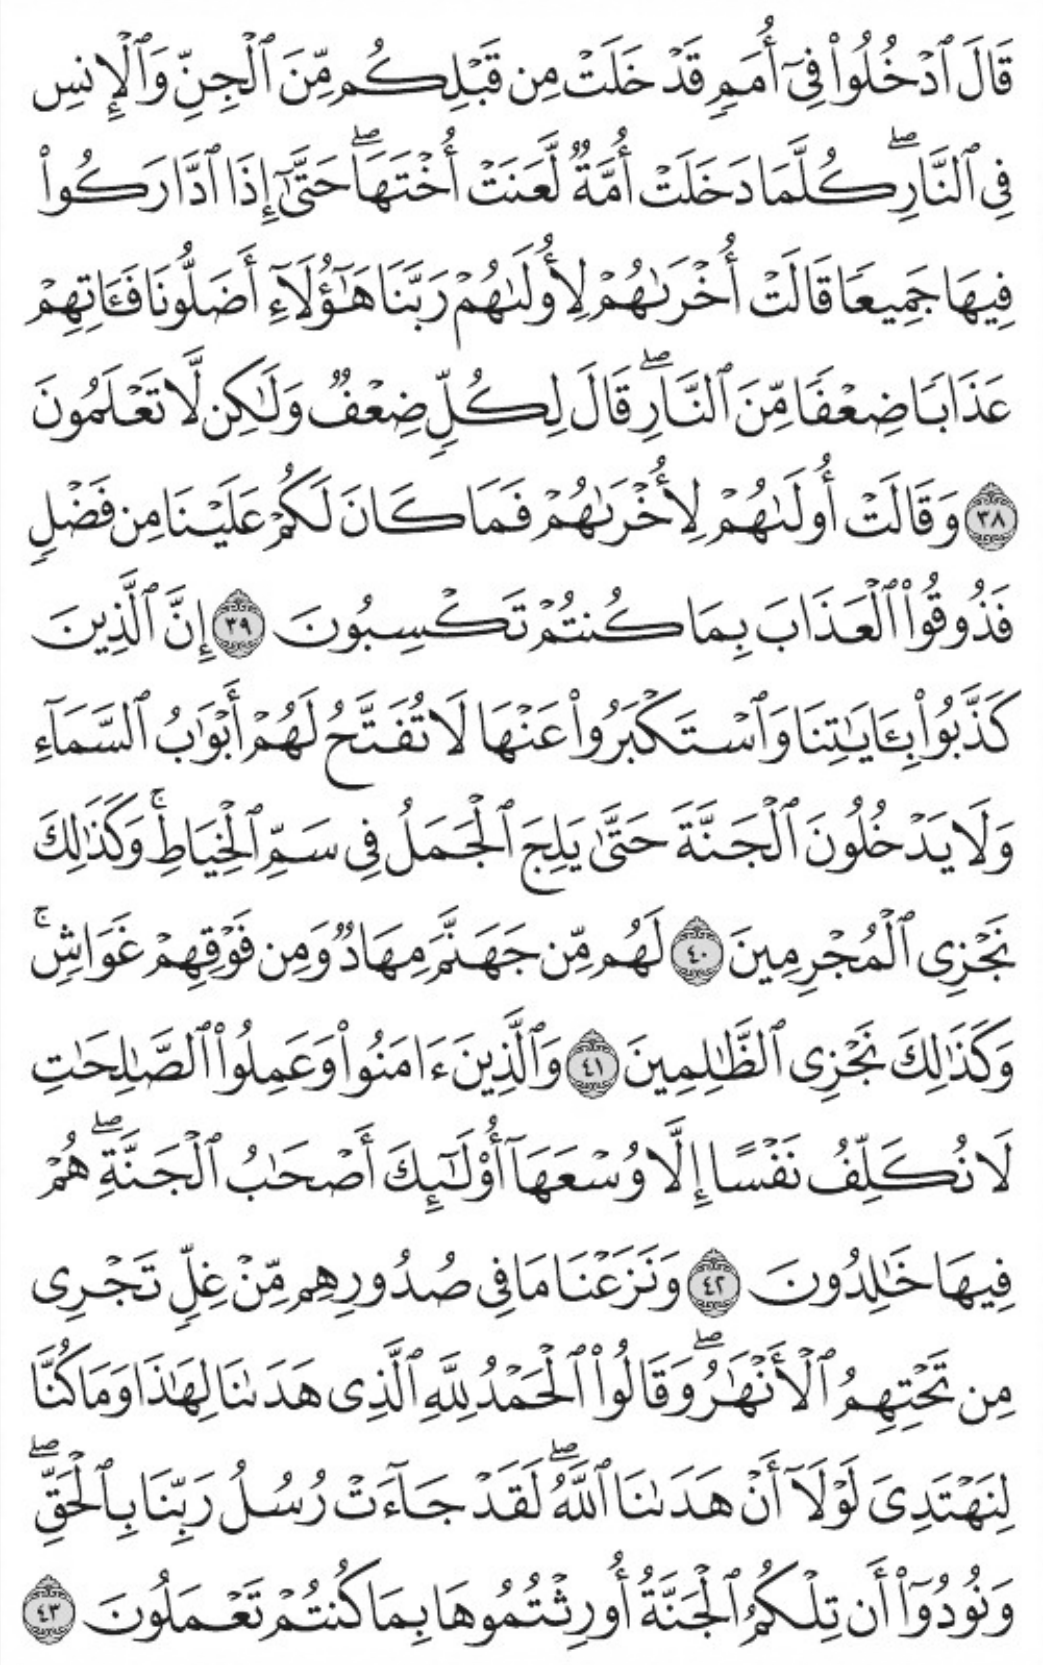 قَالَ ٱدۡخُلُواْ فِيٓ أُمَمٖ قَدۡ خَلَتۡ مِن قَبۡلِكُم مِّنَ ٱلۡجِنِّ وَٱلۡإِنسِ
فِي ٱلنَّارِۖ كُلَّمَا دَخَلَتۡ أُمَّةٞ لَّعَنَتۡ أُخۡتَهَاۖ حَتَّىٰٓ إِذَا ٱدَّارَكُواْ
فِيهَا جَمِيعٗا قَالَتۡ أُخۡرَىٰهُمۡ لِأُولَىٰهُمۡ رَبَّنَا هَٰٓؤُلَآءِ أَضَلُّونَا فَـَٔاتِهِمۡ
عَذَابٗا ضِعۡفٗا مِّنَ ٱلنَّارِۖ قَالَ لِكُلّٖ ضِعۡفٞ وَلَٰكِن لَّا تَعۡلَمُونَ
٣٨ وَقَالَتۡ أُولَىٰهُمۡ لِأُخۡرَىٰهُمۡ فَمَا كَانَ لَكُمۡ عَلَيۡنَا مِن فَضۡلٖ
فَذُوقُواْ ٱلۡعَذَابَ بِمَا كُنتُمۡ تَكۡسِبُونَ ٣٩ إِنَّ ٱلَّذِينَ
كَذَّبُواْ بِـَٔايَٰتِنَا وَٱسۡتَكۡبَرُواْ عَنۡهَا لَا تُفَتَّحُ لَهُمۡ أَبۡوَٰبُ ٱلسَّمَآءِ
وَلَا يَدۡخُلُونَ ٱلۡجَنَّةَ حَتَّىٰ يَلِجَ ٱلۡجَمَلُ فِي سَمِّ ٱلۡخِيَاطِۚ وَكَذَٰلِكَ
نَجۡزِي ٱلۡمُجۡرِمِينَ ٤٠ لَهُم مِّن جَهَنَّمَ مِهَادٞ وَمِن فَوۡقِهِمۡ غَوَاشٖۚ
وَكَذَٰلِكَ نَجۡزِي ٱلظَّٰلِمِينَ ٤١ وَٱلَّذِينَ ءَامَنُواْ وَعَمِلُواْ ٱلصَّٰلِحَٰتِ
لَا نُكَلِّفُ نَفۡسًا إِلَّا وُسۡعَهَآ أُوْلَٰٓئِكَ أَصۡحَٰبُ ٱلۡجَنَّةِۖ هُمۡ
فِيهَا خَٰلِدُونَ ٤٢ وَنَزَعۡنَا مَا فِي صُدُورِهِم مِّنۡ غِلّٖ تَجۡرِي
مِن تَحۡتِهِمُ ٱلۡأَنۡهَٰرُۖ وَقَالُواْ ٱلۡحَمۡدُ لِلَّهِ ٱلَّذِي هَدَىٰنَا لِهَٰذَا وَمَا كُنَّا
لِنَهۡتَدِيَ لَوۡلَآ أَنۡ هَدَىٰنَا ٱللَّهُۖ لَقَدۡ جَآءَتۡ رُسُلُ رَبِّنَا بِٱلۡحَقِّۖ
وَنُودُوٓاْ أَن تِلۡكُمُ ٱلۡجَنَّةُ أُورِثۡتُمُوهَا بِمَا كُنتُمۡ تَعۡمَلُونَ ٤٣